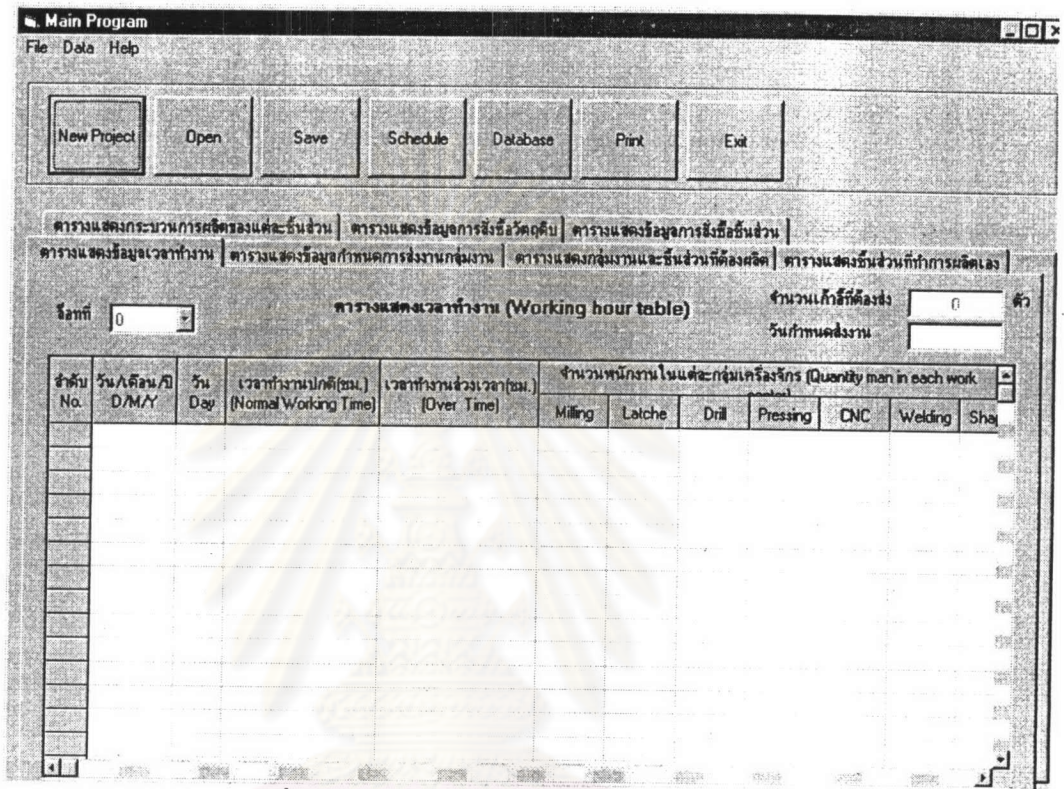 Main Program
File Data Help
New Project Open Save Schedule Database Print Exit
ตารางแสดงกระบวนการผลิตของแต่ละชิ้นส่วน ตารางแสดงข้อมูลการสั่งซื้อวัตถุดิบ ตารางแสดงข้อมูลการสั่งซื้อชิ้นส่วน
ตารางแสดงข้อมูลเวลาทำงาน ตารางแสดงข้อมูลกำหนดการส่งงานกลุ่มงาน ตารางแสดงกลุ่มงานและชิ้นส่วนที่ต้องผลิต ตารางแสดงชิ้นส่วนที่ทำการผลิตเอง
ล๊อทที่ 0 ตารางแสดงเวลาทำงาน (Working hour table) จำนวนเก้าอี้ที่ต้องส่ง 0 ตัว
วันกำหนดส่งงาน
ลำดับ วัน/เดือน/ปี วัน เวลาทำงานปกติ(ชม.) เวลาทำงานล่วงเวลา(ชม.) จำนวนพนักงานในแต่ละกลุ่มเครื่องจักร (Quantity man in each work
No. D/M/Y Day (Normal Working Time) (Over Time) Milling Latche Drill Pressing CNC Welding Sha